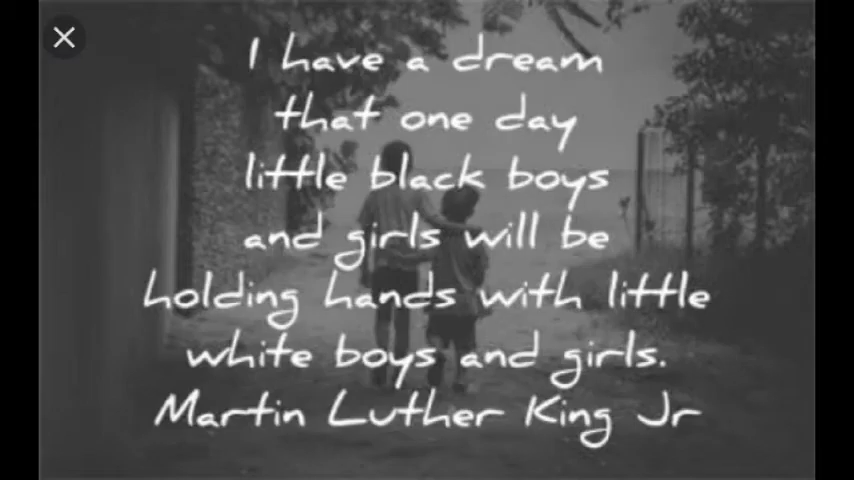 I have a dream
that one day
little black boys
and girls will be
holding hands with little
white boys and girls.
Martin Luther King Jr